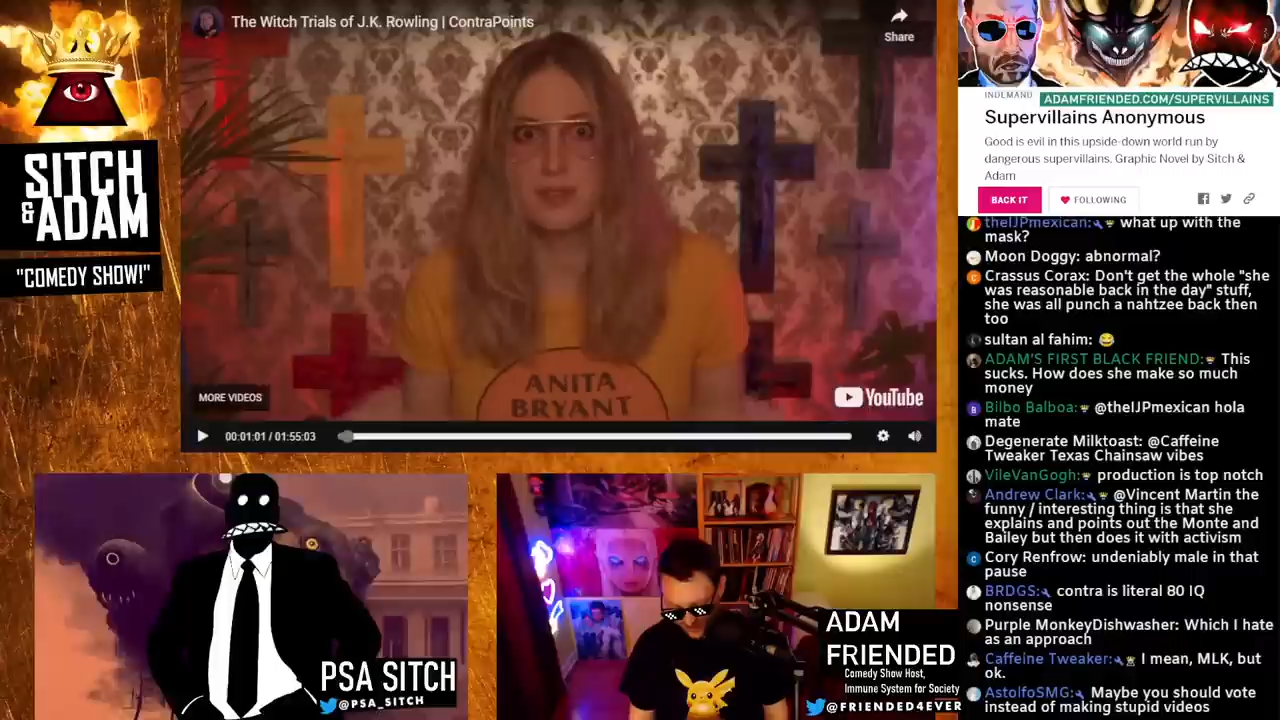 The Witch Trials of J.K. Rowling | ContraPoints
Share
ANITA
BRYANT
MORE VIDEOS
YouTube
00:01:01 / 01:55:03
SITCH
& ADAM
"COMEDY SHOW!"
INDEMAND
ADAMFRIENDED.COM/SUPERVILLAINS
Supervillains Anonymous
Good is evil in this upside-down world run by
dangerous supervillains. Graphic Novel by Sitch &
Adam
BACK IT
FOLLOWING
theIJPmexican: what up with the
mask?
Moon Doggy: abnormal?
Crassus Corax: Don't get the whole "she
was reasonable back in the day" stuff,
she was all punch a nahtzee back then
too
sultan al fahim: 😂
ADAM'S FIRST BLACK FRIEND: This
sucks. How does she make so much
money
Bilbo Balboa: @theIJPmexican hola
mate
Degenerate Milktoast: @Caffeine
Tweaker Texas Chainsaw vibes
VileVanGogh: production is top notch
Andrew Clark: @Vincent Martin the
funny / interesting thing is that she
explains and points out the Monte and
Bailey but then does it with activism
Cory Renfrow: undeniably male in that
pause
BRDGS: contra is literal 80 IQ
nonsense
Purple MonkeyDishwasher: Which I hate
as an approach
Caffeine Tweaker: I mean, MLK, but
ok.
AstolfoSMG: Maybe you should vote
instead of making stupid videos
PSA SITCH
@PSA_SITCH
ADAM
FRIENDED
Comedy Show Host,
Immune System for Society
@FRIENDED4EVER